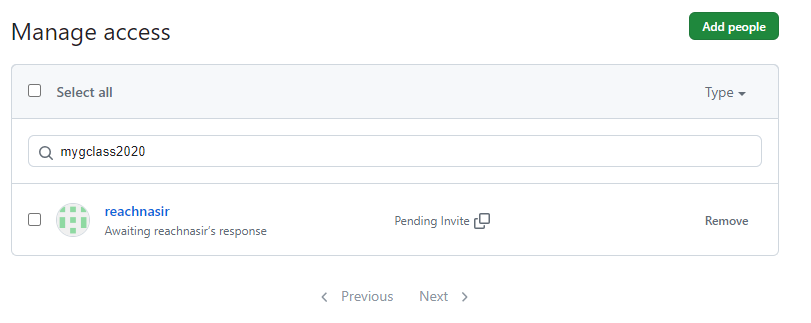 Manage access
Add people
Select all
Type
mygclass2020
reachnasir
Awaiting reachnasir's response
Pending Invite
Remove
Previous
Next